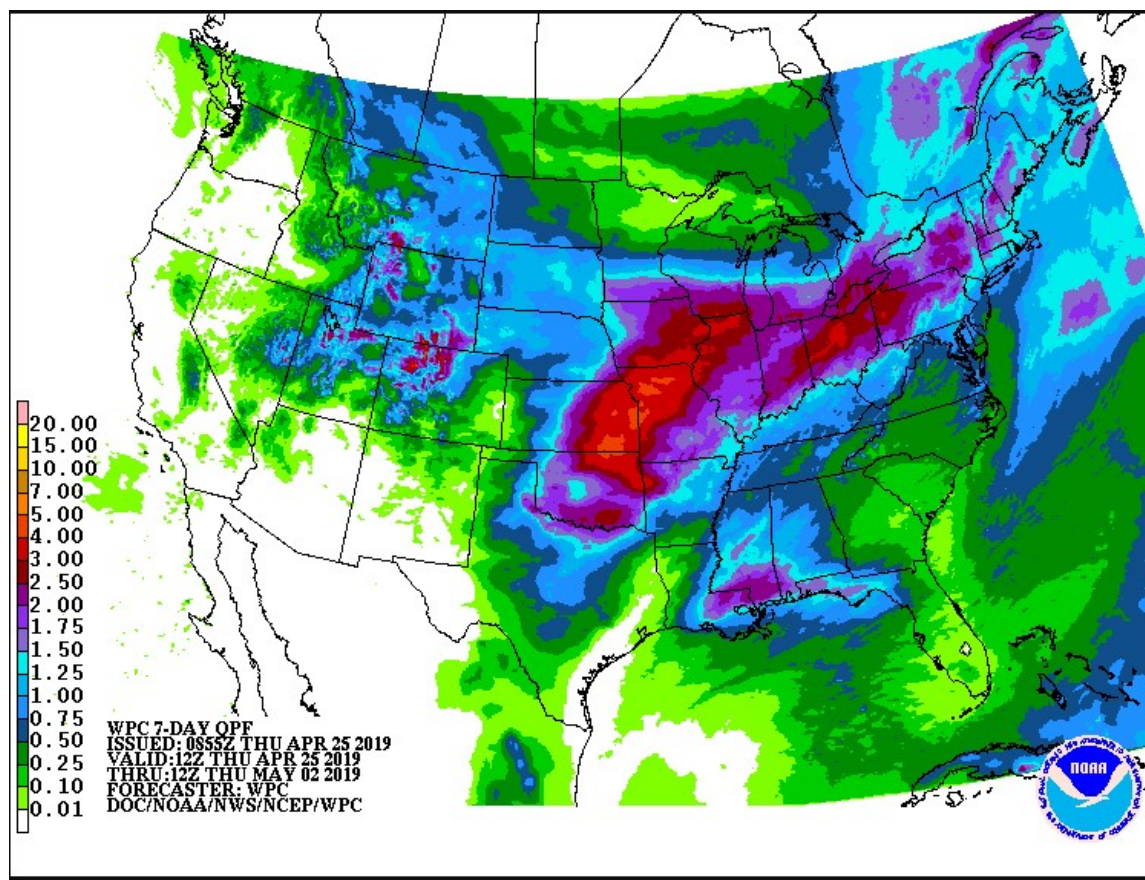 20.00
15.00
10.00
7.00
5.00
4.00
3.00
2.50
2.00
1.75
1.50
1.25
1.00
0.75
0.50
0.25
0.10
0.01
WPC 7-DAY QPF
ISSUED: 0855Z THU APR 25 2019
VALID:12Z THU APR 25 2019
THRU:12Z THU MAY 02 2019
FORECASTER: WPC
DOC/NOAA/NWS/NCEP/WPC
NOAA